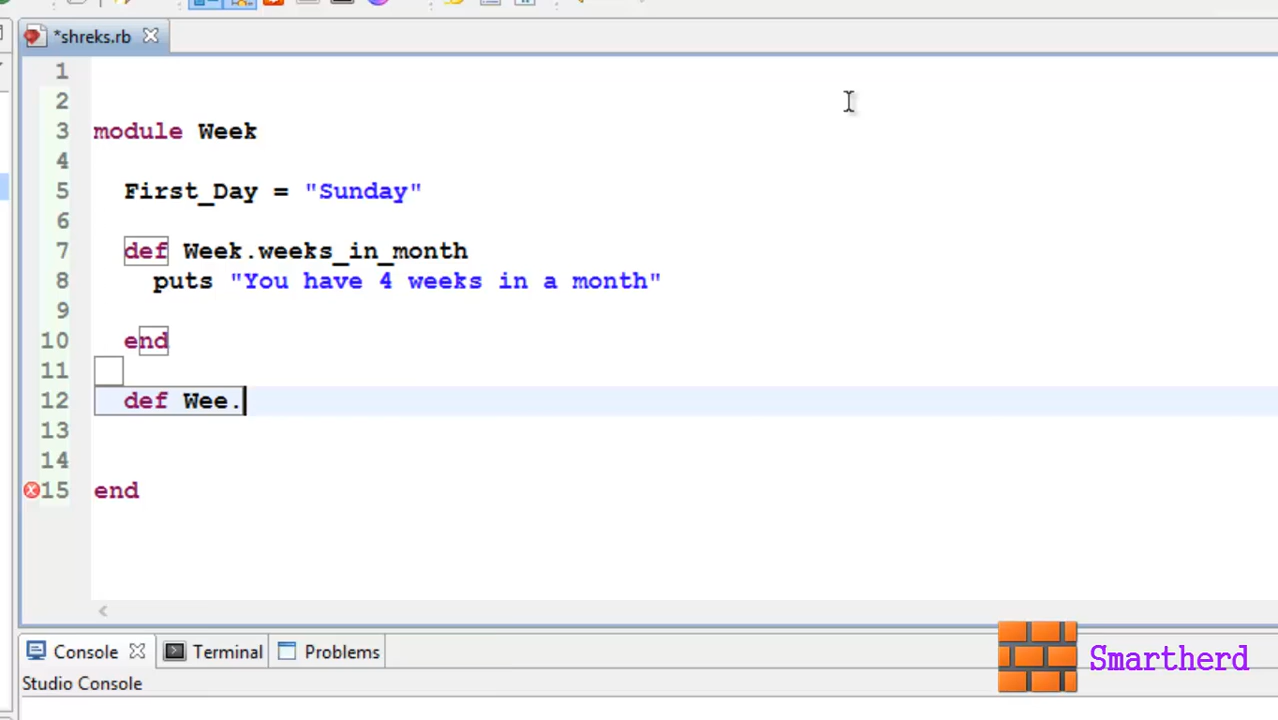 *shreks.rb
1
2
3 module Week
4
5 First_Day = "Sunday"
6
7 def Week.weeks_in_month
8 puts "You have 4 weeks in a month"
9
10 end
11
12 def Wee.
13
14
15 end
Console Terminal Problems
Studio Console
Smartherd